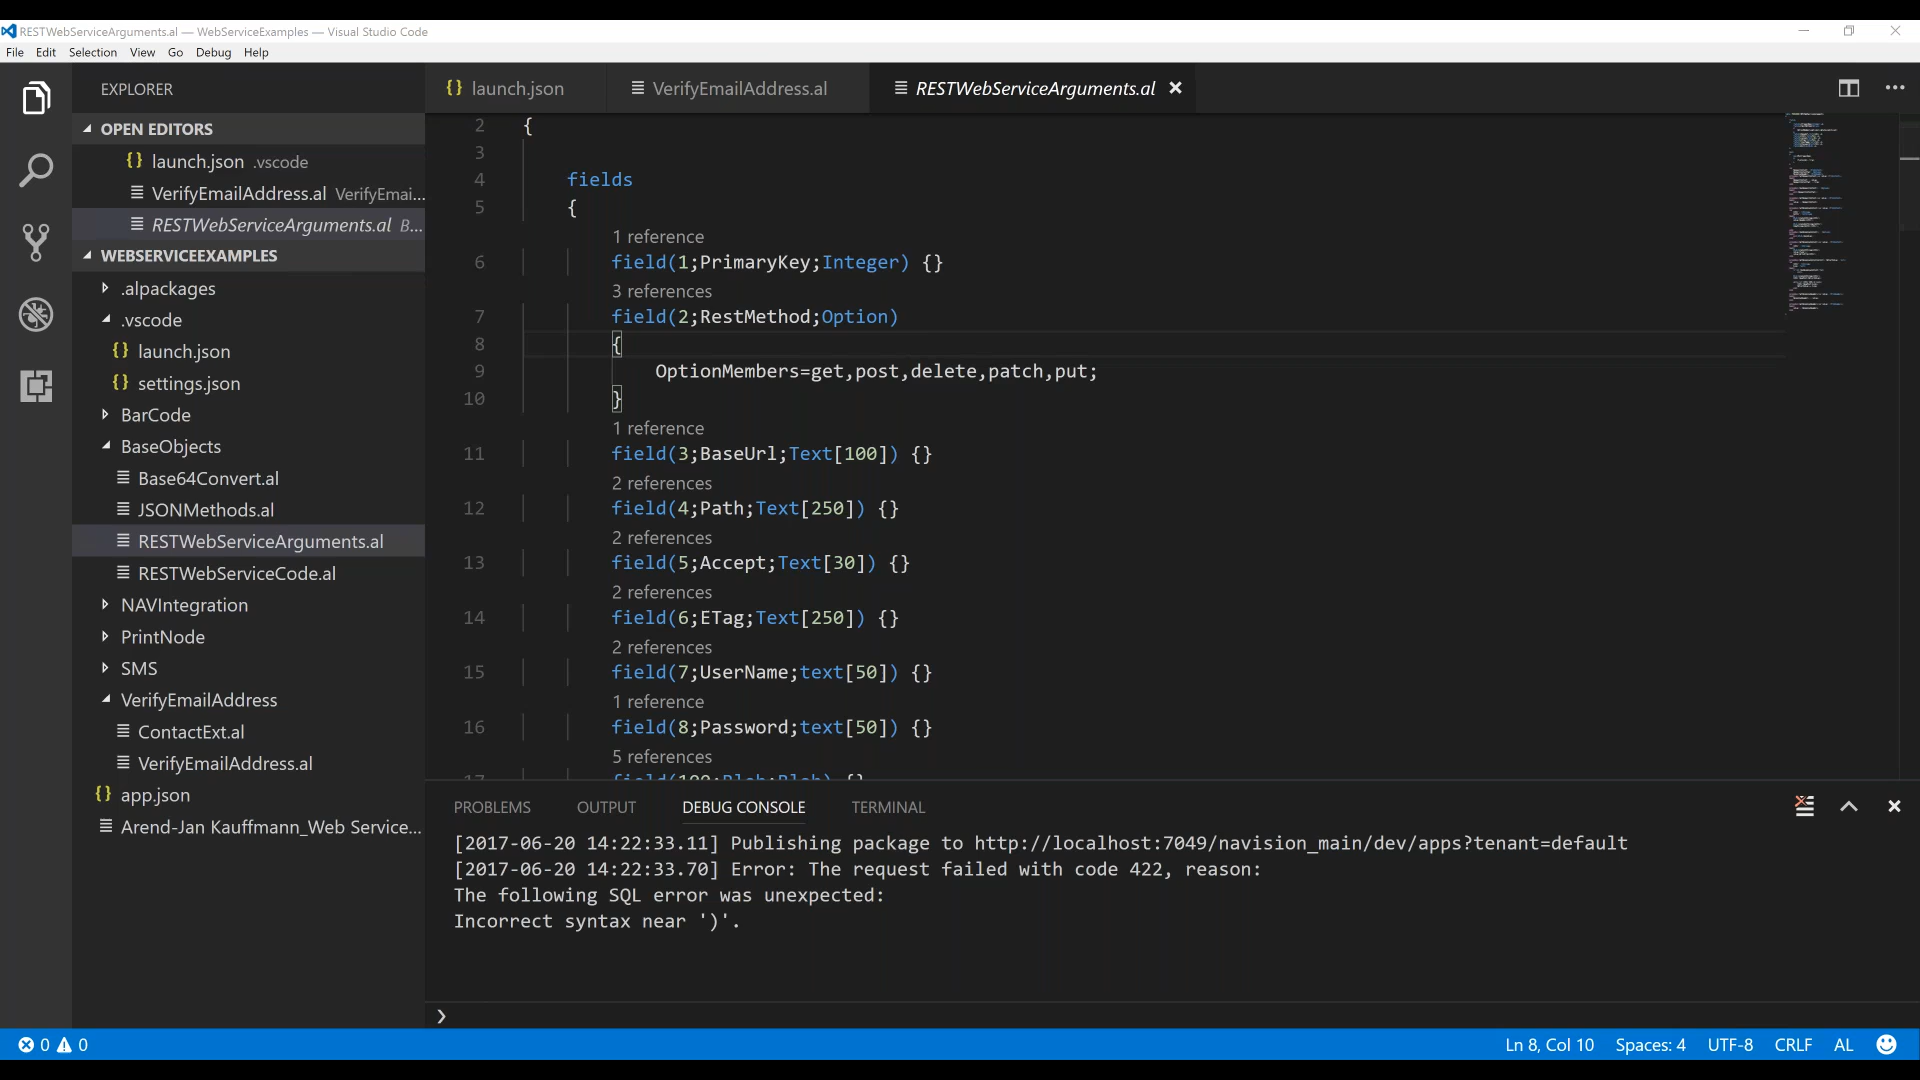 RESTWebServiceArguments.al — WebServiceExamples — Visual Studio Code
File Edit Selection View Go Debug Help
EXPLORER
OPEN EDITORS
launch.json .vscode
VerifyEmailAddress.al VerifyEmai...
RESTWebServiceArguments.al B...
WEBSERVICEEXAMPLES
.alpackages
.vscode
launch.json
settings.json
BarCode
BaseObjects
Base64Convert.al
JSONMethods.al
RESTWebServiceArguments.al
RESTWebServiceCode.al
NAVIntegration
PrintNode
SMS
VerifyEmailAddress
ContactExt.al
VerifyEmailAddress.al
app.json
Arend-Jan Kauffmann_Web Service...
launch.json VerifyEmailAddress.al RESTWebServiceArguments.al
2 {
3
4 fields
5 {
1 reference
6 field(1;PrimaryKey;Integer) {}
3 references
7 field(2;RestMethod;Option)
8 {
9 OptionMembers=get,post,delete,patch,put;
10 }
1 reference
11 field(3;BaseUrl;Text[100]) {}
2 references
12 field(4;Path;Text[250]) {}
2 references
13 field(5;Accept;Text[30]) {}
2 references
14 field(6;ETag;Text[250]) {}
2 references
15 field(7;UserName;text[50]) {}
1 reference
16 field(8;Password;text[50]) {}
5 references
17 field(100;Blob;Blob) {}
PROBLEMS OUTPUT DEBUG CONSOLE TERMINAL
[2017-06-20 14:22:33.11] Publishing package to http://localhost:7049/navision_main/dev/apps?tenant=default
[2017-06-20 14:22:33.70] Error: The request failed with code 422, reason:
The following SQL error was unexpected:
Incorrect syntax near ')'.
0 0 Ln 8, Col 10 Spaces: 4 UTF-8 CRLF AL